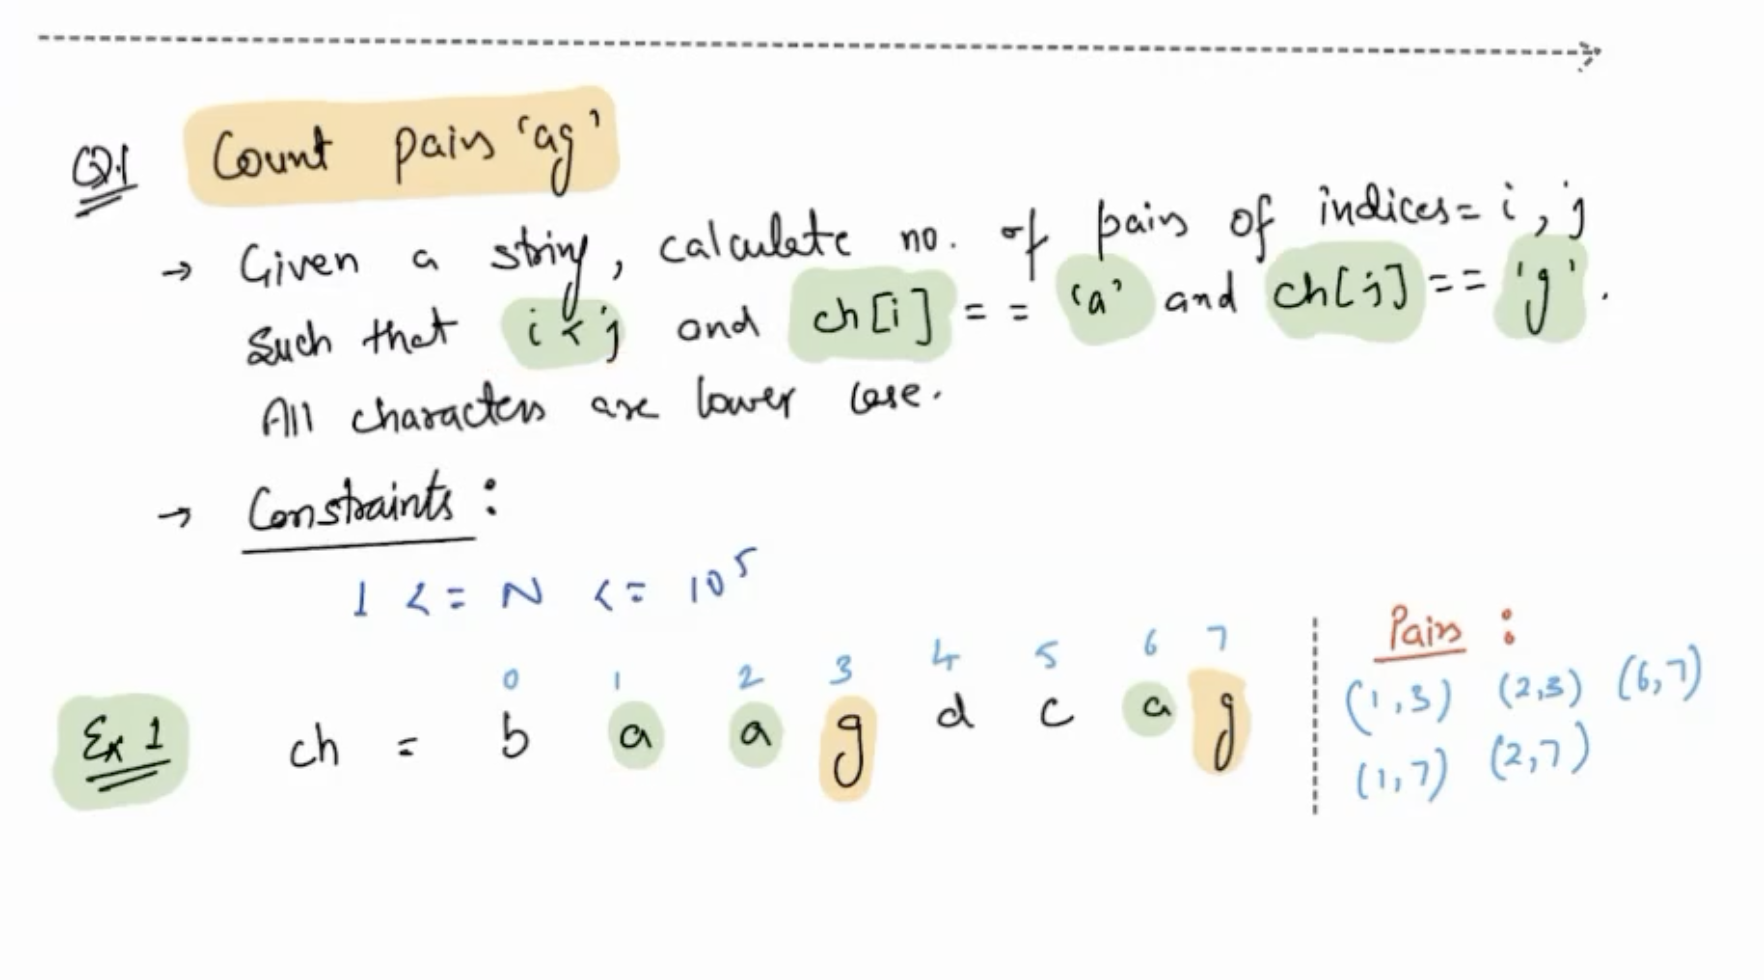 Q.1 Count pairs 'ag'
→ Given a string, calculate no. of pairs of indices= i, j
Such that i < j and ch[i] == 'a' and ch[j] == 'g'.
All characters are lower case.
→ Constraints :
1 <= N <= 10⁵
0 1 2 3 4 5 6 7
Ex 1 ch = b a a g d c a g
Pairs :
(1,3) (2,3) (6,7)
(1,7) (2,7)